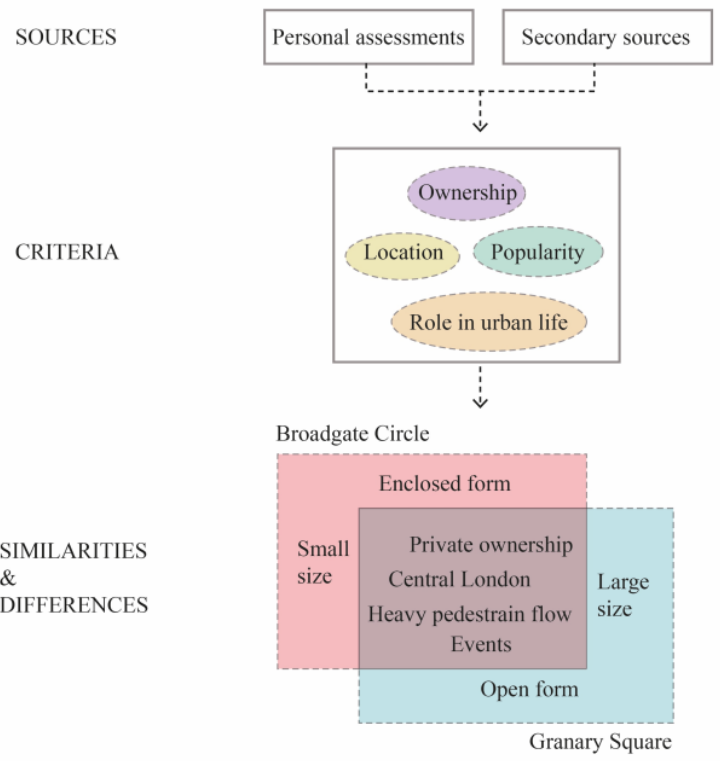 SOURCES
Personal assessments
Secondary sources
CRITERIA
Ownership
Location
Popularity
Role in urban life
Broadgate Circle
Enclosed form
SIMILARITIES
&
DIFFERENCES
Small
size
Private ownership
Central London
Heavy pedestrain flow
Events
Large
size
Open form
Granary Square